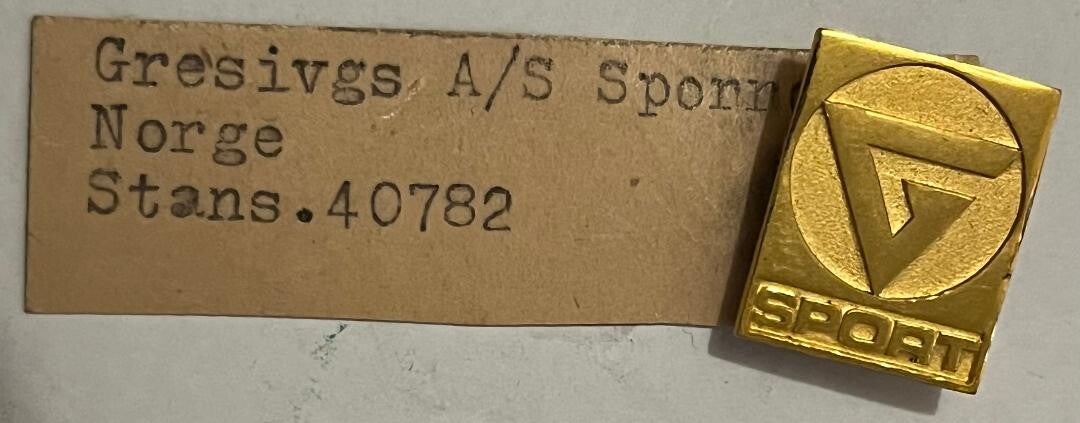 Gresivgs A/S
Norge
Stans.40782
SPORT